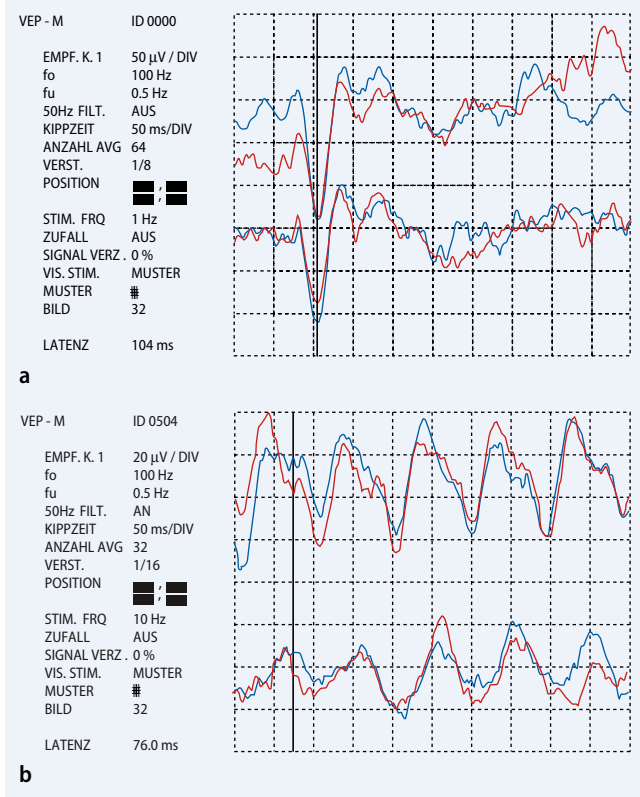 VEP - M ID 0000
EMPF. K. 1 50 µV / DIV
fo 100 Hz
fu 0.5 Hz
50Hz FILT. AUS
KIPPZEIT 50 ms/DIV
ANZAHL AVG 64
VERST. 1/8
POSITION , 
,
STIM. FRQ 1 Hz
ZUFALL AUS
SIGNAL VERZ . 0 %
VIS. STIM. MUSTER
MUSTER #
BILD 32
LATENZ 104 ms
a
VEP - M ID 0504
EMPF. K. 1 20 µV / DIV
fo 100 Hz
fu 0.5 Hz
50Hz FILT. AN
KIPPZEIT 50 ms/DIV
ANZAHL AVG 32
VERST. 1/16
POSITION ,
,
STIM. FRQ 10 Hz
ZUFALL AUS
SIGNAL VERZ . 0 %
VIS. STIM. MUSTER
MUSTER #
BILD 32
LATENZ 76.0 ms
b